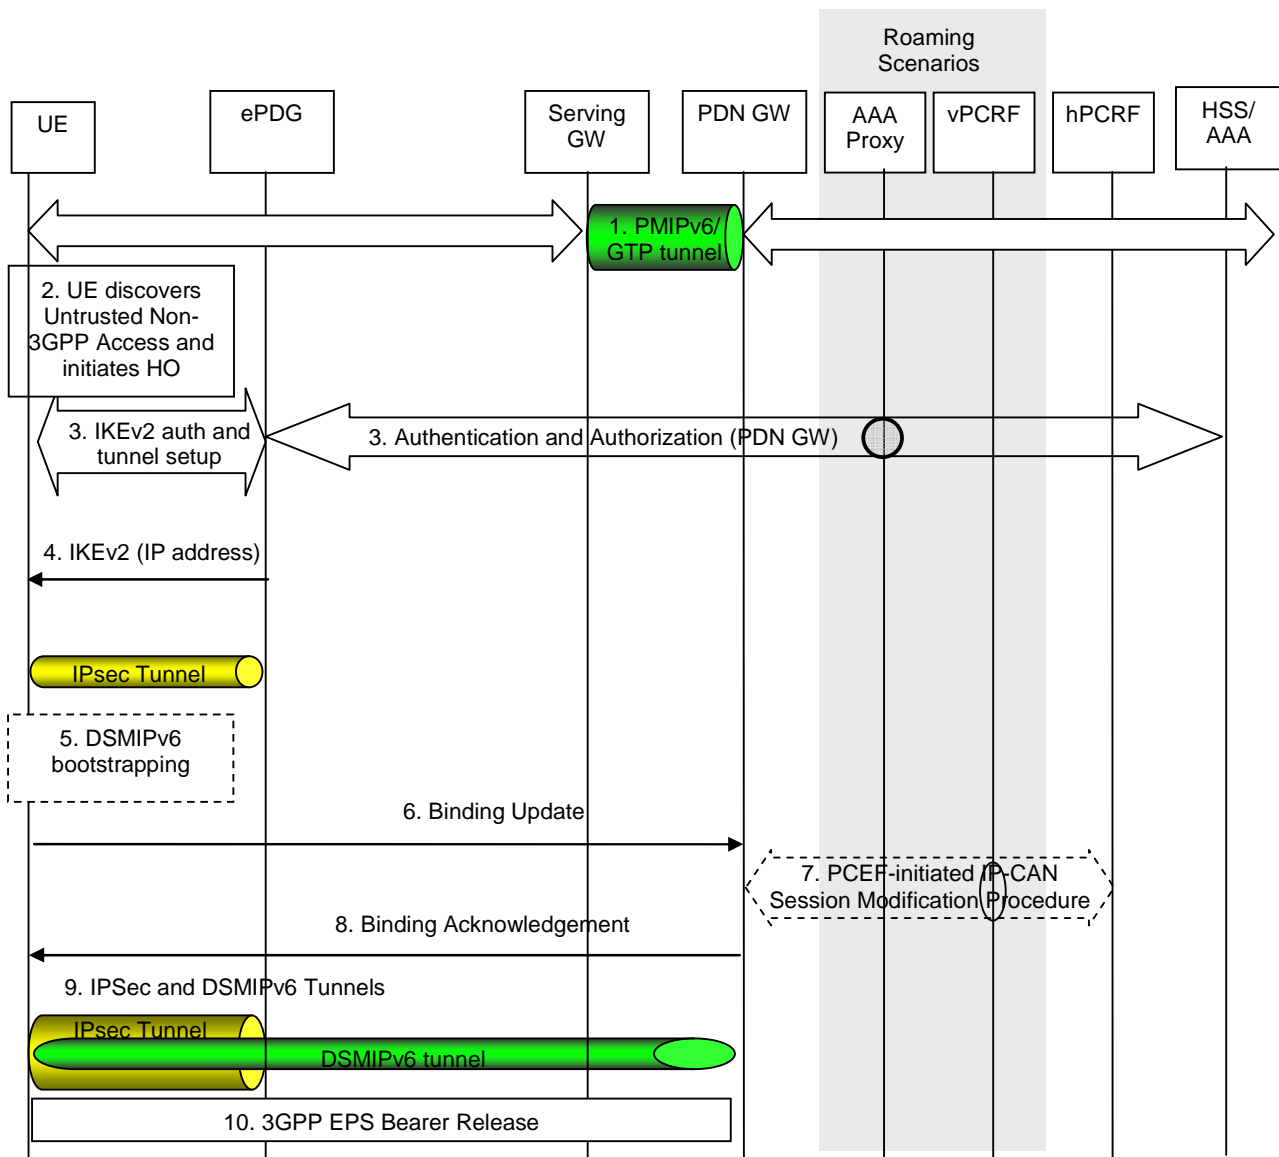 Roaming
Scenarios
UE
ePDG
Serving
GW
PDN GW
AAA
Proxy
vPCRF
hPCRF
HSS/
AAA
1. PMIPv6/
GTP tunnel
2. UE discovers
Untrusted Non-
3GPP Access and
initiates HO
3. IKEv2 auth and
tunnel setup
3. Authentication and Authorization (PDN GW)
4. IKEv2 (IP address)
IPsec Tunnel
5. DSMIPv6
bootstrapping
6. Binding Update
7. PCEF-initiated IP-CAN
Session Modification Procedure
8. Binding Acknowledgement
9. IPSec and DSMIPv6 Tunnels
IPsec Tunnel
DSMIPv6 tunnel
10. 3GPP EPS Bearer Release